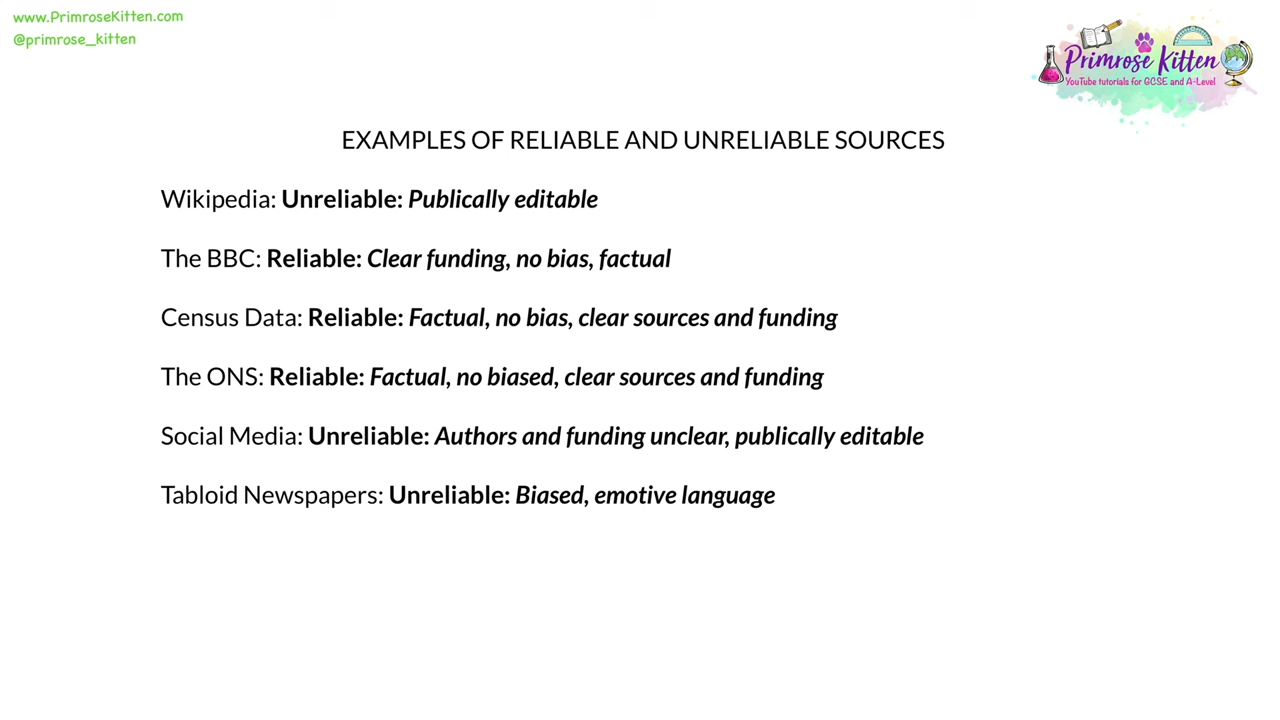 www.PrimroseKitten.com
@primrose_kitten
Primrose Kitten
YouTube tutorials for GCSE and A-Level
EXAMPLES OF RELIABLE AND UNRELIABLE SOURCES
Wikipedia: Unreliable: Publically editable
The BBC: Reliable: Clear funding, no bias, factual
Census Data: Reliable: Factual, no bias, clear sources and funding
The ONS: Reliable: Factual, no biased, clear sources and funding
Social Media: Unreliable: Authors and funding unclear, publically editable
Tabloid Newspapers: Unreliable: Biased, emotive language